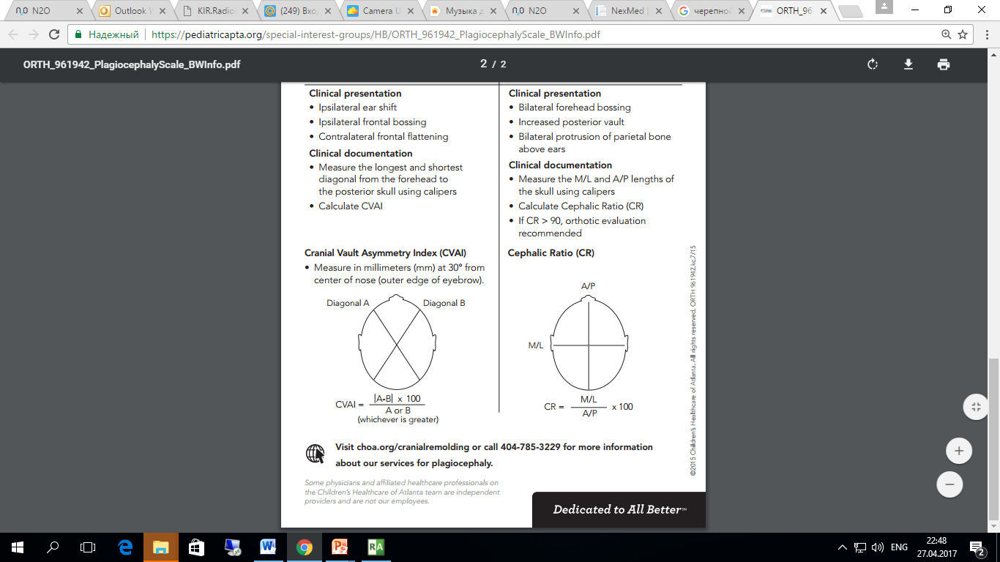 N2O
Outlook W
KIR.Radio
(249) Вхо
Camera U
Музыка д
N2O
NexMed
черепной
ORTH_96
Надежный
https://pediatricapta.org/special-interest-groups/HB/ORTH_961942_PlagiocephalyScale_BWInfo.pdf
ORTH_961942_PlagiocephalyScale_BWInfo.pdf
2 / 2
Clinical presentation
• Ipsilateral ear shift
• Ipsilateral frontal bossing
• Contralateral frontal flattening
Clinical documentation
• Measure the longest and shortest
diagonal from the forehead to
the posterior skull using calipers
• Calculate CVAI
Clinical presentation
• Bilateral forehead bossing
• Increased posterior vault
• Bilateral protrusion of parietal bone
above ears
Clinical documentation
• Measure the M/L and A/P lengths of
the skull using calipers
• Calculate Cephalic Ratio (CR)
• If CR > 90, orthotic evaluation
recommended
Cranial Vault Asymmetry Index (CVAI)
• Measure in millimeters (mm) at 30° from
center of nose (outer edge of eyebrow).
Diagonal A
Diagonal B
CVAI = |A-B| x 100
A or B
(whichever is greater)
Cephalic Ratio (CR)
A/P
M/L
CR = M/L x 100
A/P
©2015 Children's Healthcare of Atlanta. All rights reserved. ORTH 961942.kc.7/15
Visit choa.org/cranialremolding or call 404-785-3229 for more information
about our services for plagiocephaly.
Some physicians and affiliated healthcare professionals on
the Children's Healthcare of Atlanta team are independent
providers and are not our employees.
Dedicated to All Better℠
ENG
22:48
27.04.2017
2